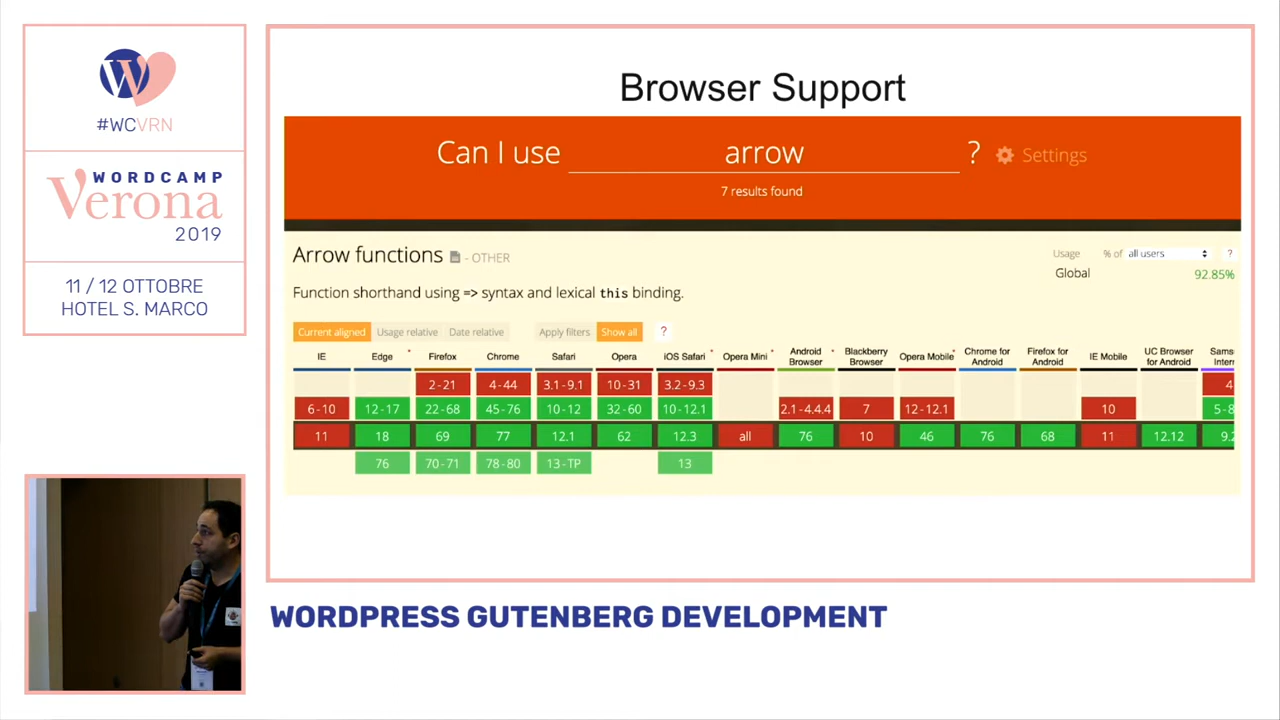 #WCVRN
WORDCAMP
Verona
2019
11 / 12 OTTOBRE
HOTEL S. MARCO
Browser Support
Can I use arrow ? Settings
7 results found
Arrow functions - OTHER
Usage % of all users ?
Global 92.85%
Function shorthand using => syntax and lexical this binding.
Current aligned Usage relative Date relative Apply filters Show all ?
IE Edge * Firefox Chrome Safari Opera iOS Safari * Opera Mini * Android Browser * Blackberry Browser Opera Mobile * Chrome for Android Firefox for Android IE Mobile UC Browser for Android Sams Inter
2-21 4-44 3.1-9.1 10-31 3.2-9.3 4
6-10 12-17 22-68 45-76 10-12 32-60 10-12.1 2.1-4.4.4 7 12-12.1 10 5-8
11 18 69 77 12.1 62 12.3 all 76 10 46 76 68 11 12.12 9.2
76 70-71 78-80 13-TP 13
WORDPRESS GUTENBERG DEVELOPMENT